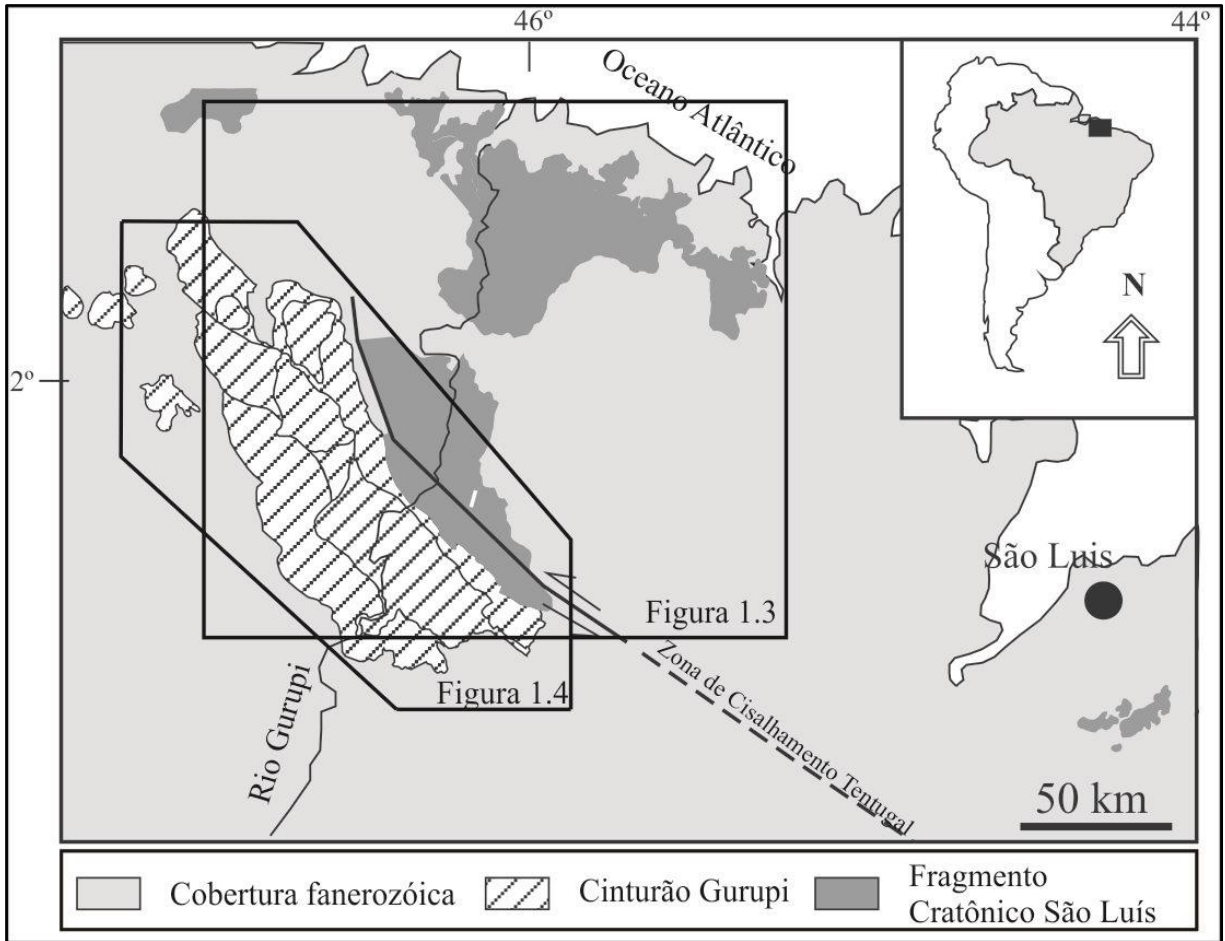 46º
44º
Oceano Atlântico
N
2º
São Luis
Figura 1.3
Zona de Cisalhamento Tentugal
Figura 1.4
Rio Gurupi
50 km
Cobertura fanerozóica
Cinturão Gurupi
Fragmento
Cratônico São Luís